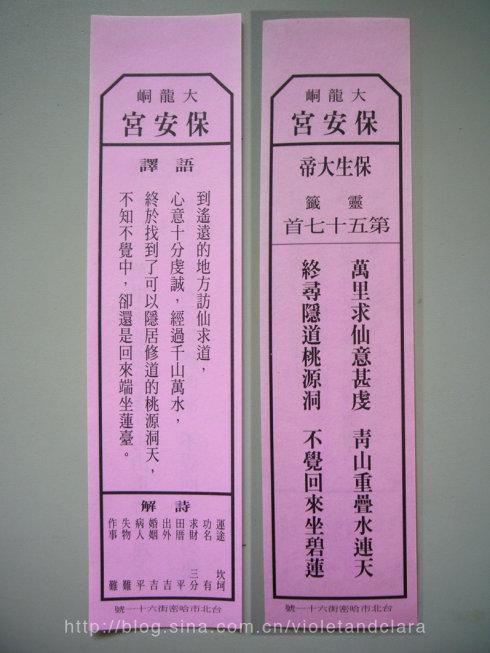 大龍峒
保安宮
保生大帝
靈籤
第五十七首
萬里求仙意甚虔 青山重疊水連天
終尋隱道桃源洞 不覺回來坐碧蓮
台北市哈密街六十一號
大龍峒
保安宮
語譯
到遙遠的地方訪仙求道，
心意十分虔誠，經過千山萬水，
終於找到了可以隱居修道的桃源洞天，
不知不覺中，卻還是回來端坐蓮臺。
詩解
運途 坎坷
功名 有
求財 三分
田厝 平
出外 吉
婚姻 吉
病人 平
失物 難
作事 難
台北市哈密街六十一號
http://blog.sina.com.cn/violetandclara